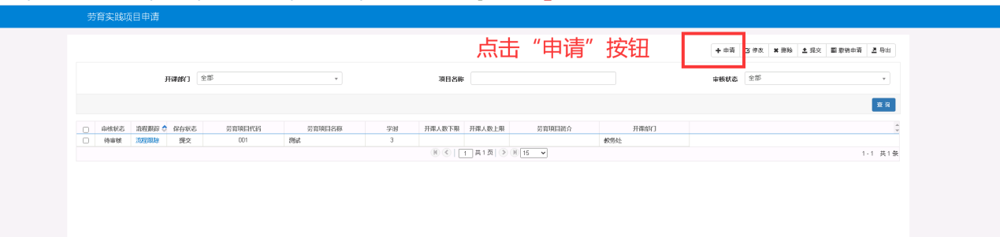 劳育实践项目申请
点击“申请”按钮
申请 修改 删除 提交 撤销申请 导出
开课部门 全部 项目名称 审核状态 全部
查询
审核状态 流程跟踪 保存状态 劳育项目代码 劳育项目名称 学时 开课人数下限 开课人数上限 劳育项目简介 开课部门
待审核 流程跟踪 提交 001 测试 3 教务处
1 共1页 15 1-1 共1条